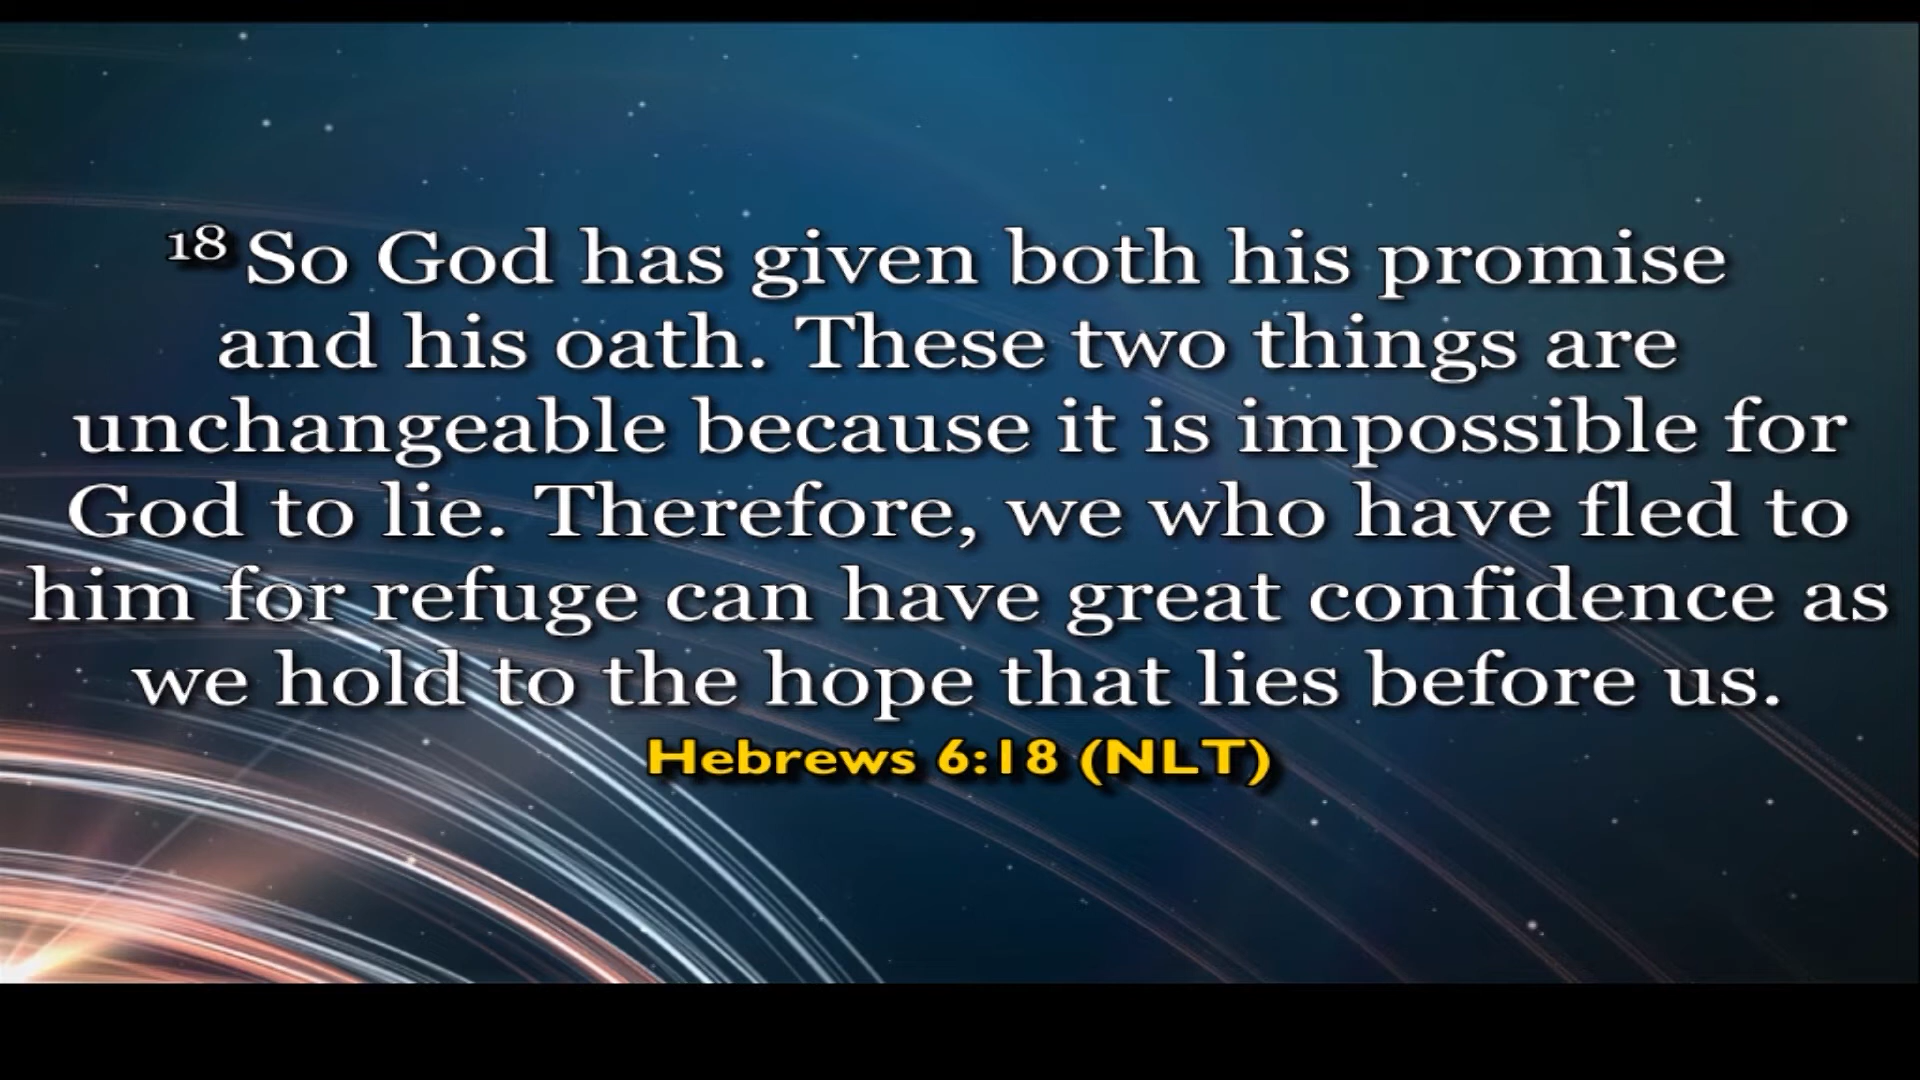 18 So God has given both his promise
and his oath. These two things are
unchangeable because it is impossible for
God to lie. Therefore, we who have fled to
him for refuge can have great confidence as
we hold to the hope that lies before us.
Hebrews 6:18 (NLT)